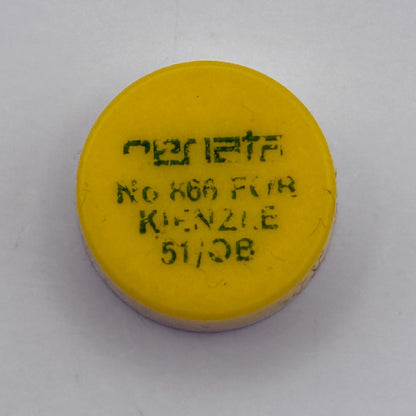 renata
No 866 FOR
KIENZLE
51/OB